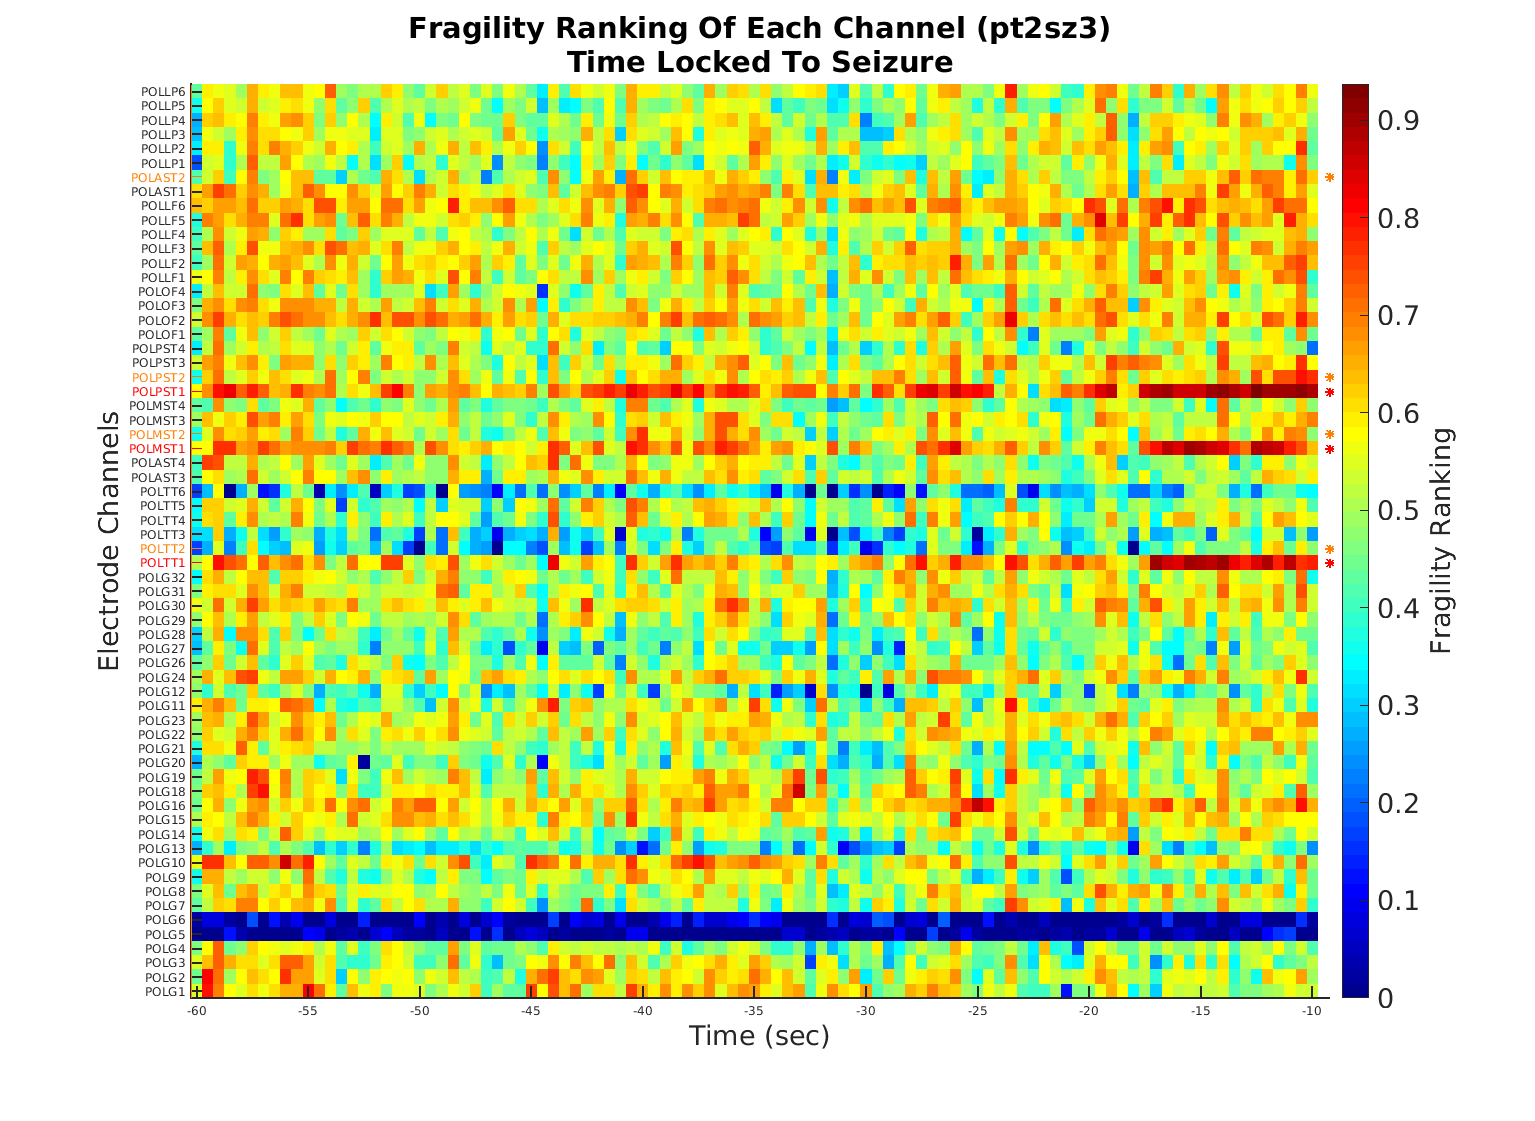 Fragility Ranking Of Each Channel (pt2sz3)
Time Locked To Seizure
Electrode Channels
POLLP6
POLLP5
POLLP4
POLLP3
POLLP2
POLLP1
POLAST2
POLAST1
POLLF6
POLLF5
POLLF4
POLLF3
POLLF2
POLLF1
POLOF4
POLOF3
POLOF2
POLOF1
POLPST4
POLPST3
POLPST2
POLPST1
POLMST4
POLMST3
POLMST2
POLMST1
POLAST4
POLAST3
POLTT6
POLTT5
POLTT4
POLTT3
POLTT2
POLTT1
POLG32
POLG31
POLG30
POLG29
POLG28
POLG27
POLG26
POLG24
POLG12
POLG11
POLG23
POLG22
POLG21
POLG20
POLG19
POLG18
POLG16
POLG15
POLG14
POLG13
POLG10
POLG9
POLG8
POLG7
POLG6
POLG5
POLG4
POLG3
POLG2
POLG1
-60 -55 -50 -45 -40 -35 -30 -25 -20 -15 -10
Time (sec)
0.9
0.8
0.7
0.6
0.5
0.4
0.3
0.2
0.1
0
Fragility Ranking